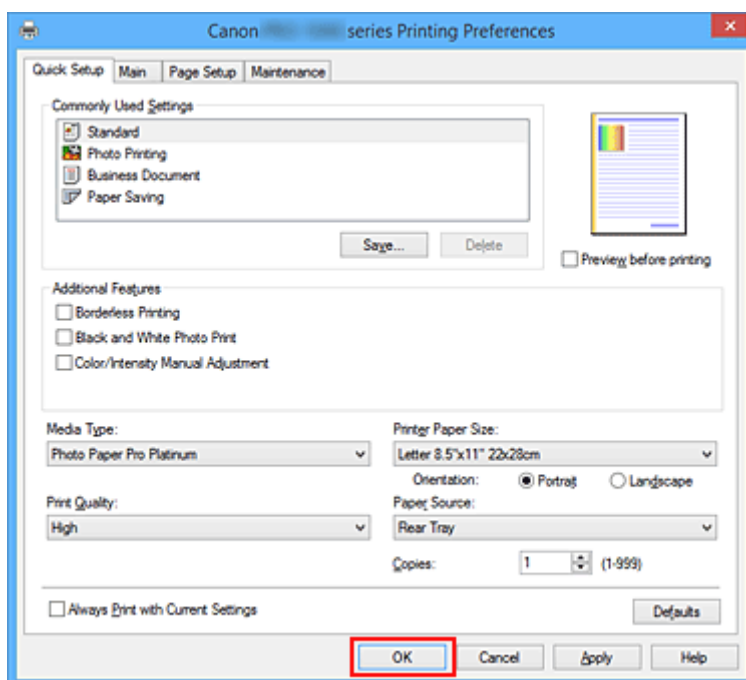 Canon series Printing Preferences
Quick Setup Main Page Setup Maintenance
Commonly Used Settings
Standard
Photo Printing
Business Document
Paper Saving
Save... Delete
Preview before printing
Additional Features
Borderless Printing
Black and White Photo Print
Color/Intensity Manual Adjustment
Media Type: Printer Paper Size:
Photo Paper Pro Platinum Letter 8.5"x11" 22x28cm
Orientation: Portrait Landscape
Print Quality: Paper Source:
High Rear Tray
Copies: 1 (1-999)
Always Print with Current Settings Defaults
OK Cancel Apply Help